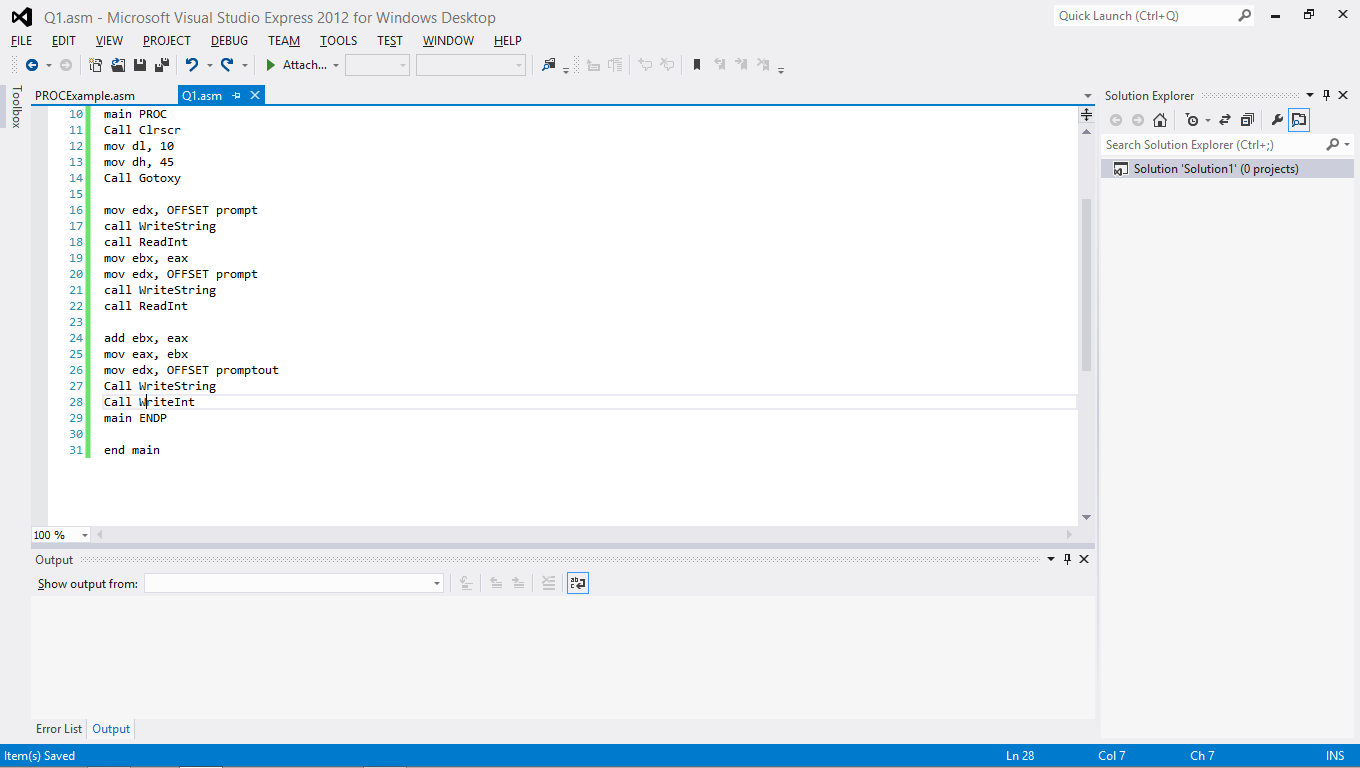 Q1.asm - Microsoft Visual Studio Express 2012 for Windows Desktop
Quick Launch (Ctrl+Q)
FILE EDIT VIEW PROJECT DEBUG TEAM TOOLS TEST WINDOW HELP
Attach...
Toolbox
PROCExample.asm Q1.asm
10 main PROC
11 Call Clrscr
12 mov dl, 10
13 mov dh, 45
14 Call Gotoxy
15
16 mov edx, OFFSET prompt
17 call WriteString
18 call ReadInt
19 mov ebx, eax
20 mov edx, OFFSET prompt
21 call WriteString
22 call ReadInt
23
24 add ebx, eax
25 mov eax, ebx
26 mov edx, OFFSET promptout
27 Call WriteString
28 Call WriteInt
29 main ENDP
30
31 end main
100 %
Output
Show output from:
Error List Output
Solution Explorer
Search Solution Explorer (Ctrl+;)
Solution 'Solution1' (0 projects)
Item(s) Saved Ln 28 Col 7 Ch 7 INS